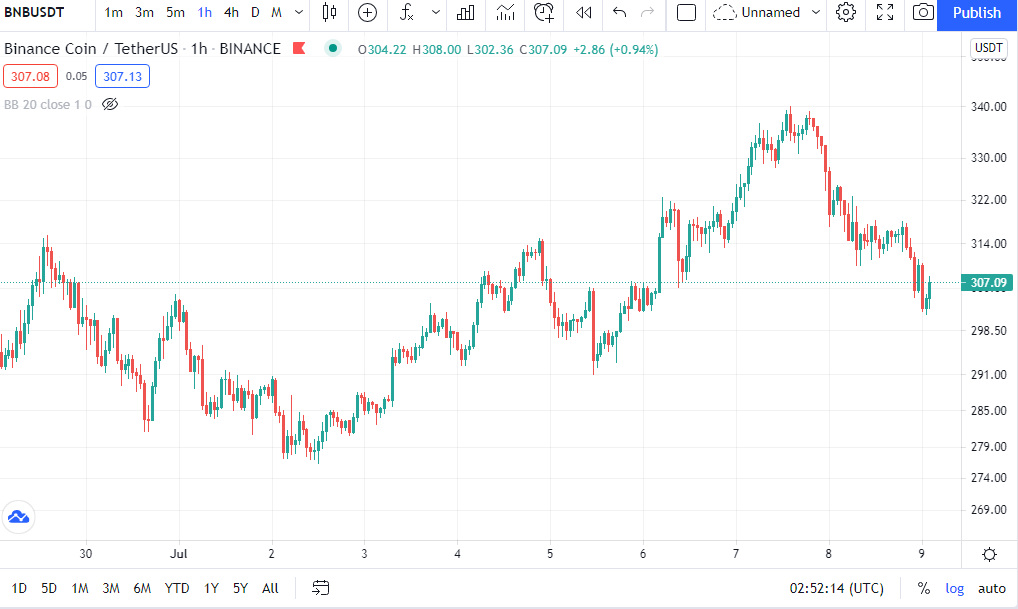 BNBUSDT 1m 3m 5m 1h 4h D M fx Unnamed Publish
Binance Coin / TetherUS · 1h · BINANCE O304.22 H308.00 L302.36 C307.09 +2.86 (+0.94%) USDT
307.08 0.05 307.13
BB 20 close 1 0
340.00
330.00
322.00
314.00
307.09
298.50
291.00
285.00
279.00
274.00
269.00
30 Jul 2 3 4 5 6 7 8 9
1D 5D 1M 3M 6M YTD 1Y 5Y All 02:52:14 (UTC) % log auto